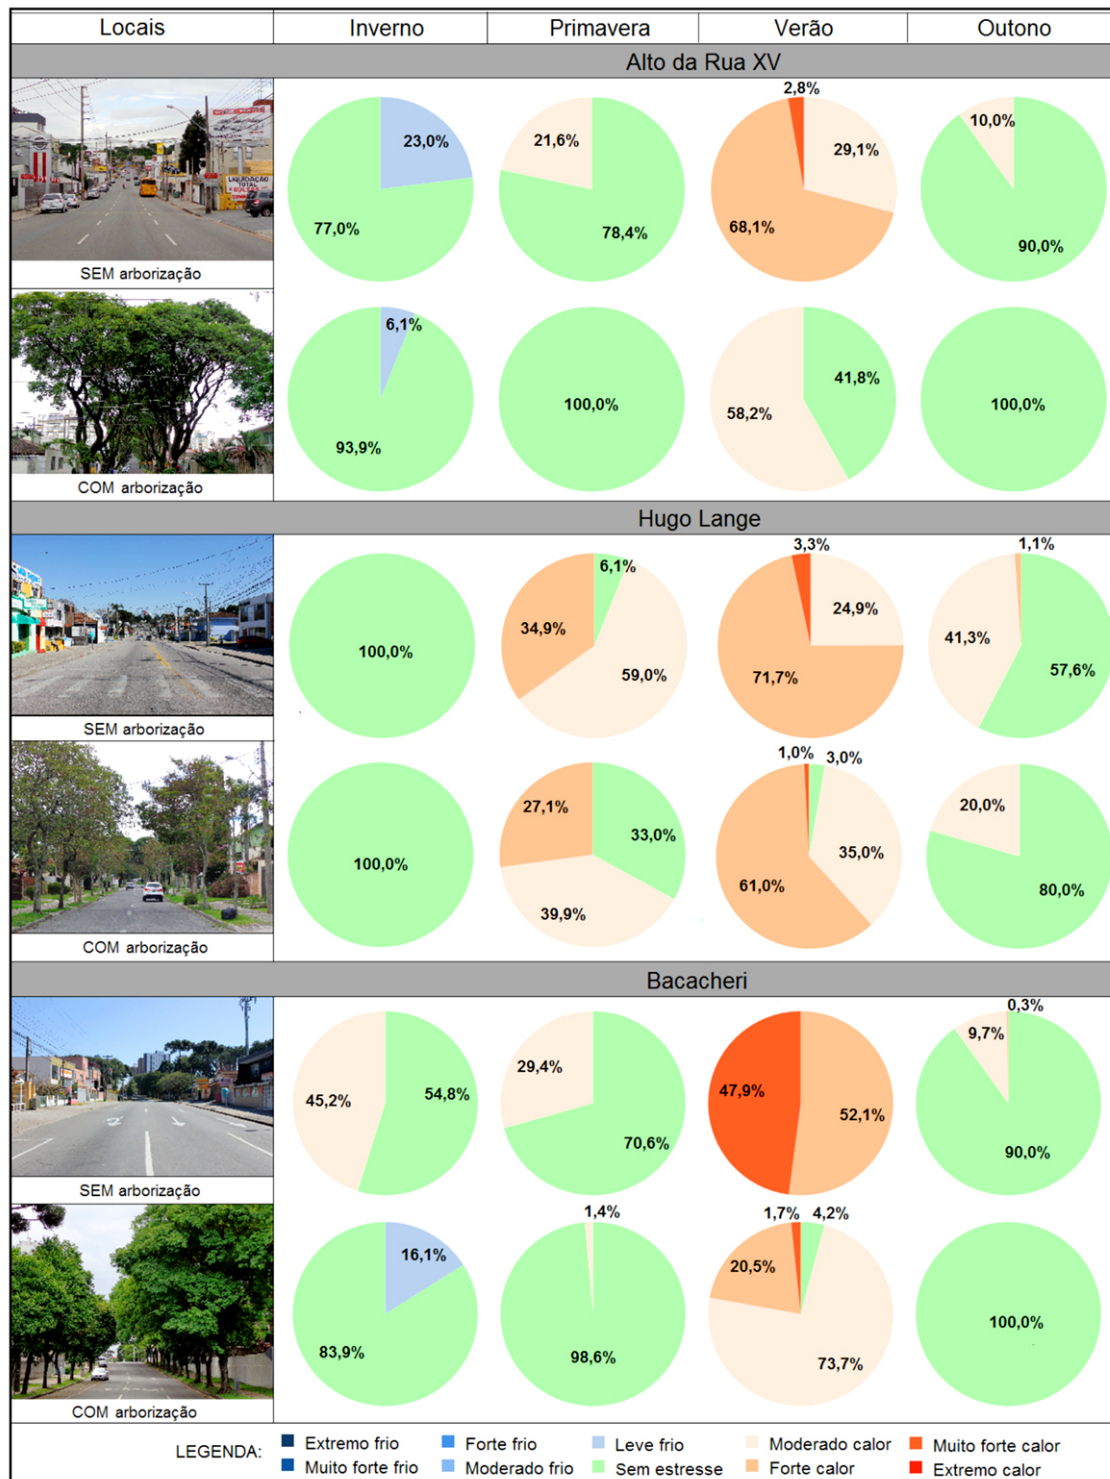 Locais Inverno Primavera Verão Outono
Alto da Rua XV
23,0% 77,0%
21,6% 78,4%
2,8% 29,1% 68,1%
10,0% 90,0%
LIQUIDAÇÃO
TOTAL
SEM arborização
6,1% 93,9%
100,0%
41,8% 58,2%
100,0%
COM arborização
Hugo Lange
100,0%
6,1% 34,9% 59,0%
3,3% 24,9% 71,7%
1,1% 41,3% 57,6%
SEM arborização
100,0%
27,1% 33,0% 39,9%
1,0% 3,0% 35,0% 61,0%
20,0% 80,0%
COM arborização
Bacacheri
45,2% 54,8%
29,4% 70,6%
47,9% 52,1%
0,3% 9,7% 90,0%
SEM arborização
16,1% 83,9%
1,4% 98,6%
1,7% 4,2% 20,5% 73,7%
100,0%
COM arborização
LEGENDA:
Extremo frio Forte frio Leve frio Moderado calor Muito forte calor
Muito forte frio Moderado frio Sem estresse Forte calor Extremo calor